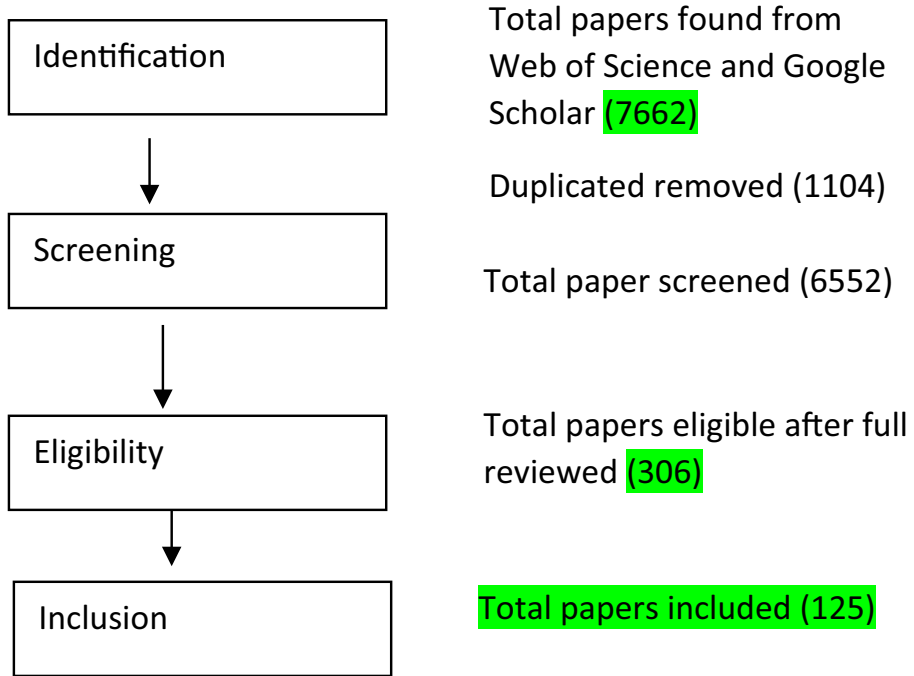 Identification
Total papers found from
Web of Science and Google
Scholar (7662)
Duplicated removed (1104)
Screening
Total paper screened (6552)
Eligibility
Total papers eligible after full
reviewed (306)
Inclusion
Total papers included (125)